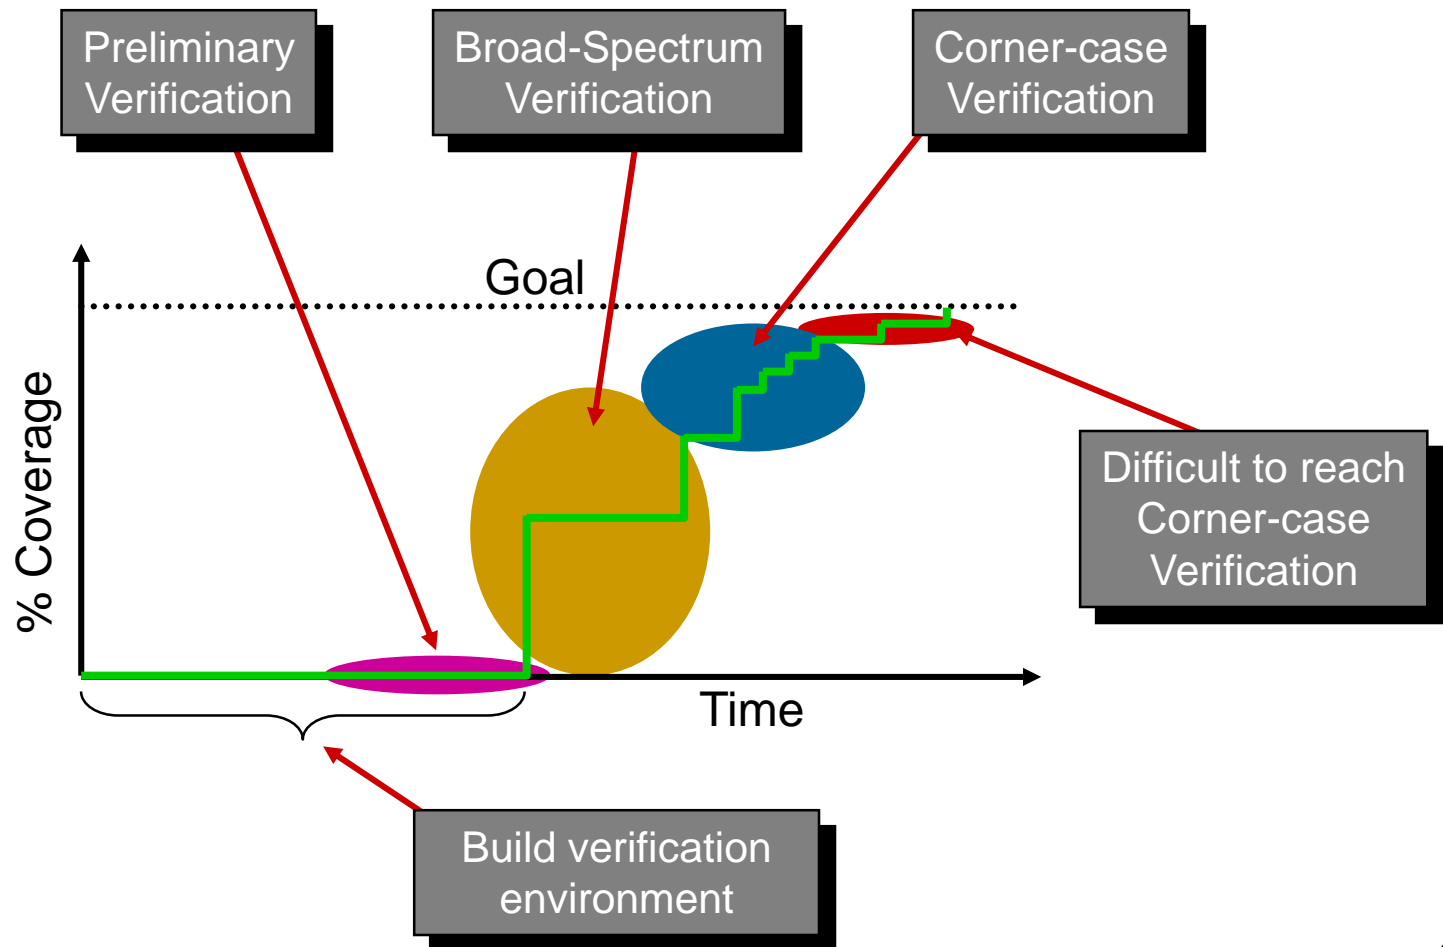 Preliminary
Verification
Broad-Spectrum
Verification
Corner-case
Verification
Goal
% Coverage
Difficult to reach
Corner-case
Verification
Time
Build verification
environment